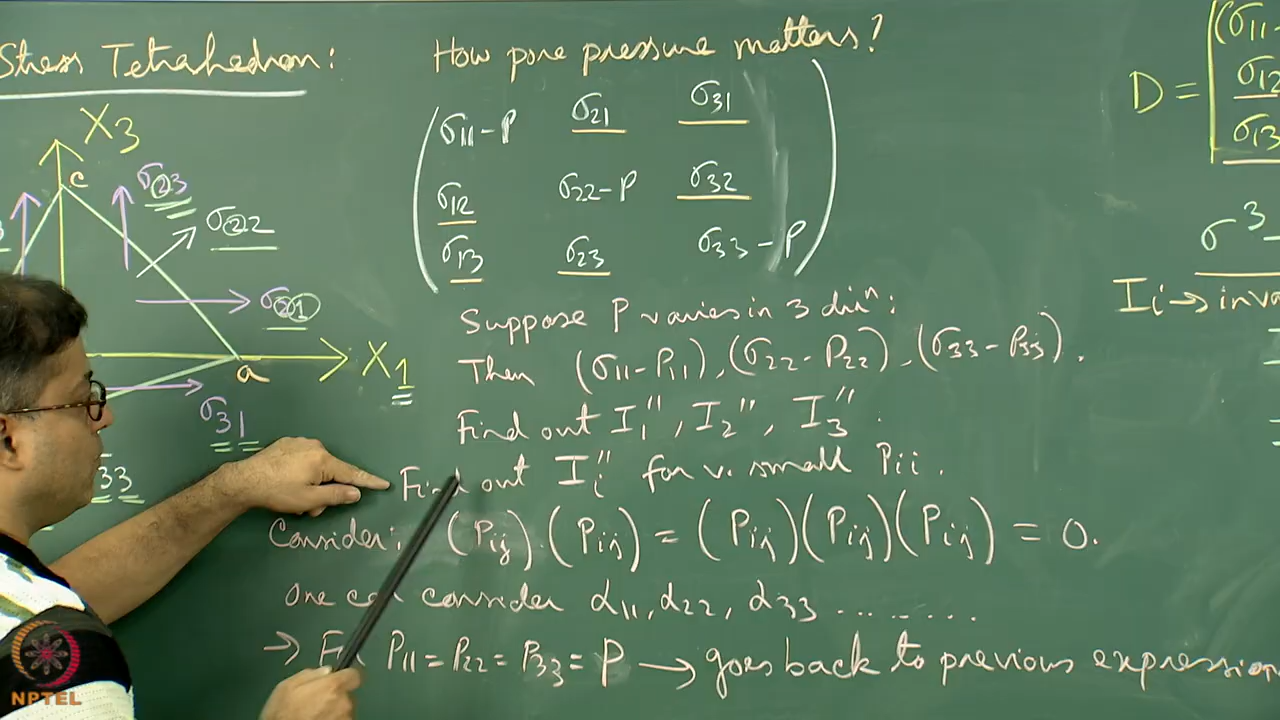 Stress Tetrahedron:
X3
c
σ23
σ22
σ21
X1
a
σ31
33
How pore pressure matters?
σ11-P σ21 σ31
σ12 σ22-P σ32
σ13 σ23 σ33-P
Suppose P varies in 3 dirⁿ:
Then (σ11-P11), (σ22-P22), (σ33-P33).
Find out I1'', I2'', I3''.
Find out Ii'' for v. small Pii.
Consider: (Pij).(Pij) = (Pij)(Pij)(Pij) = 0.
One consider α11, α22, α33 .........
→ P11 = P22 = P33 = P → goes back to previous expression
D = (σ11-
σ12
σ13
σ³-
Ii → inva
NPTEL